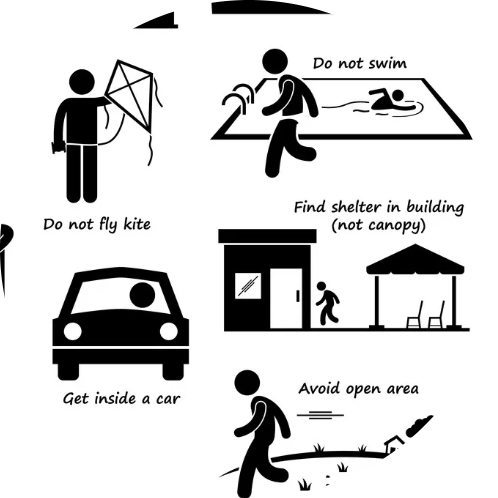 Do not swim
Do not fly kite
Find shelter in building
(not canopy)
Get inside a car
Avoid open area